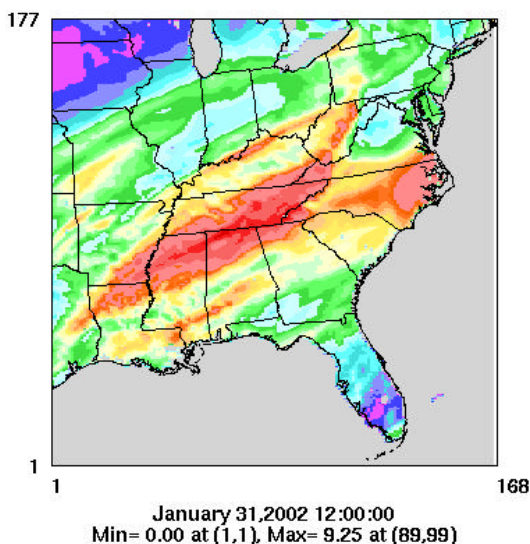 177
1
1
168
January 31,2002 12:00:00
Min= 0.00 at (1,1), Max= 9.25 at (89,99)